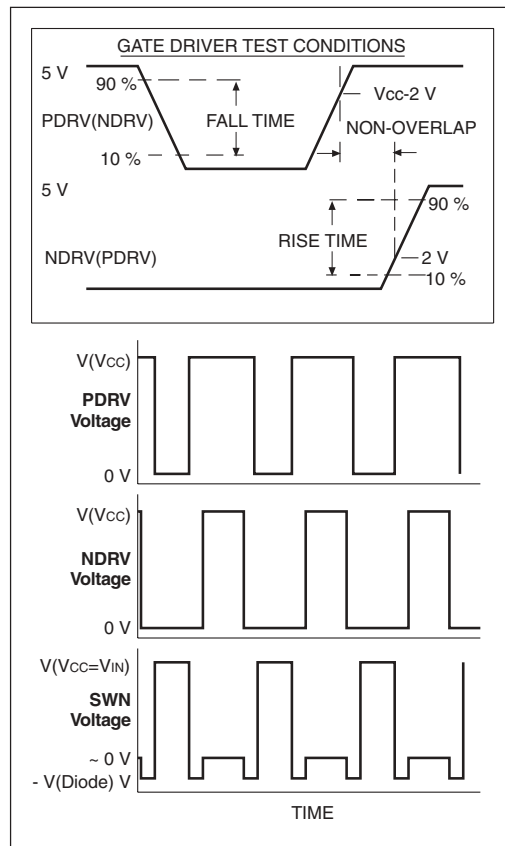 GATE DRIVER TEST CONDITIONS
5 V
90 %
Vcc-2 V
PDRV(NDRV)
FALL TIME
NON-OVERLAP
10 %
5 V
90 %
RISE TIME
NDRV(PDRV)
2 V
10 %
V(VCC)
PDRV
Voltage
0 V
V(VCC)
NDRV
Voltage
0 V
V(VCC=VIN)
SWN
Voltage
~ 0 V
- V(Diode) V
TIME